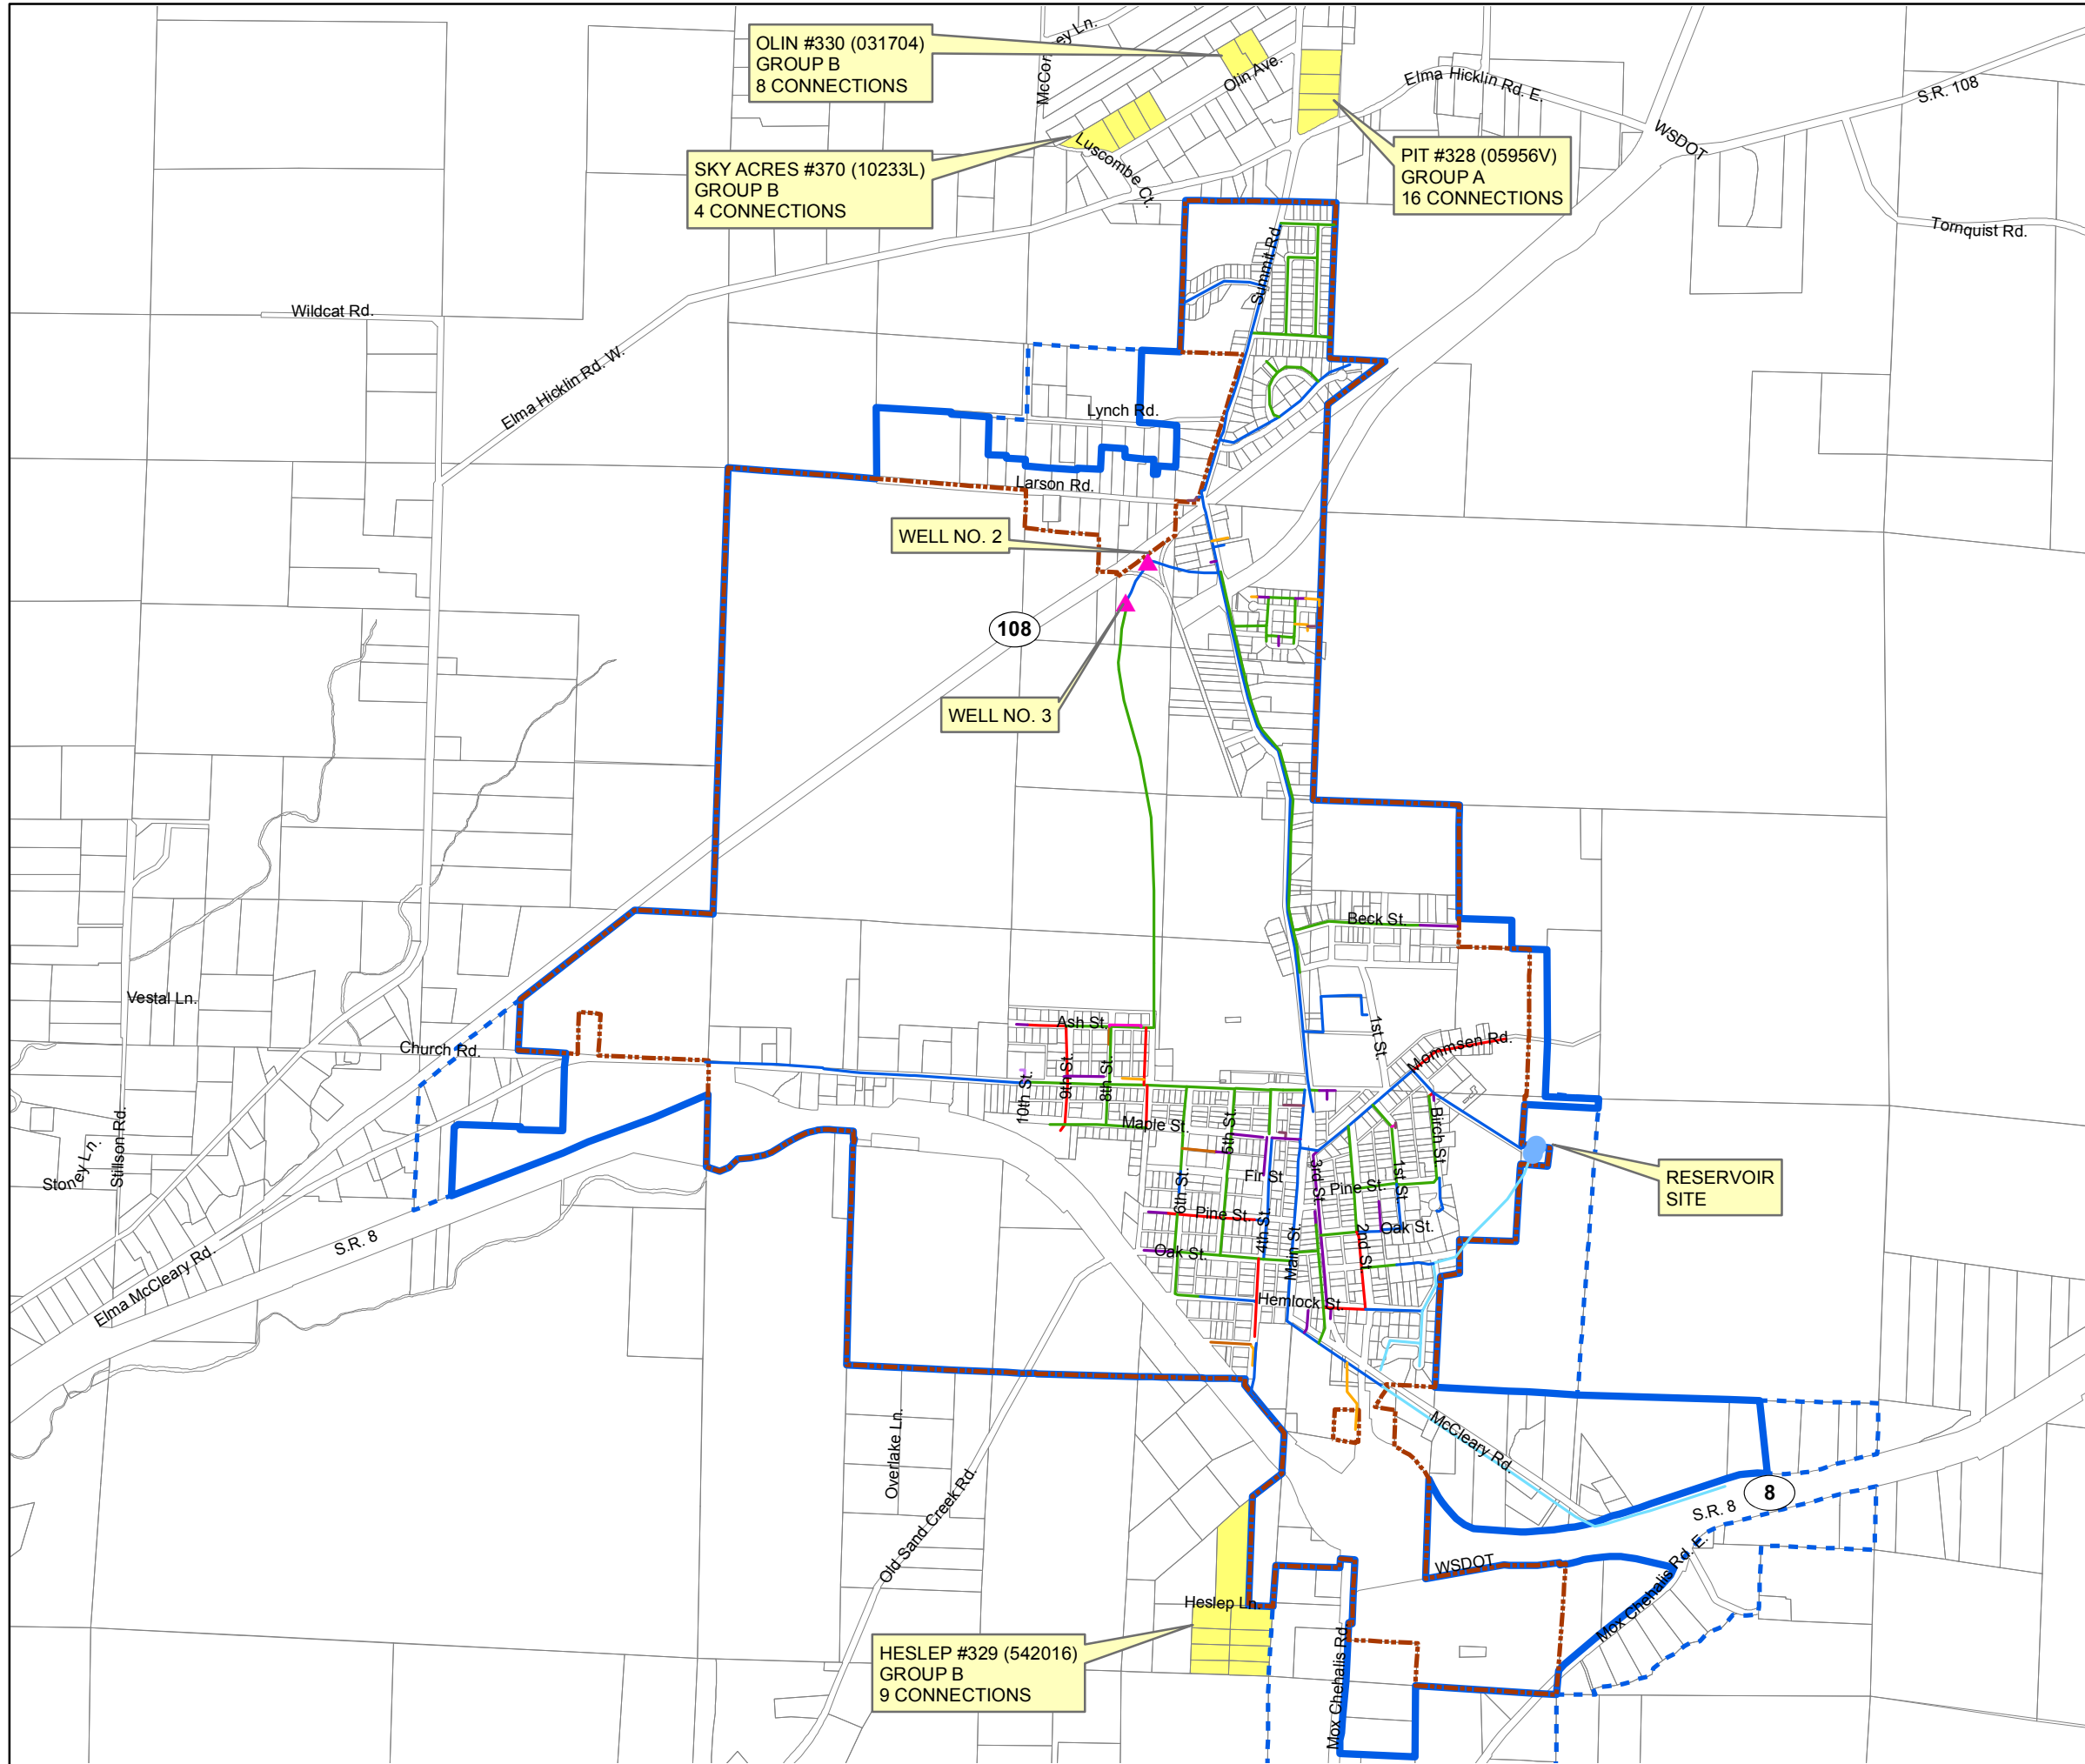 McConkey Ln.
OLIN #330 (031704)
GROUP B
8 CONNECTIONS
Olin Ave.
Elma Hicklin Rd. E.
S.R. 108
WSDOT
PIT #328 (05956V)
GROUP A
16 CONNECTIONS
SKY ACRES #370 (10233L)
GROUP B
4 CONNECTIONS
Luscombe Ct.
Tornquist Rd.
Summit Rd.
Wildcat Rd.
Elma Hicklin Rd. W.
Lynch Rd.
Larson Rd.
WELL NO. 2
108
WELL NO. 3
Beck St.
Vestal Ln.
Church Rd.
Ash St.
1st St.
Mommsen Rd.
10th St.
9th St.
8th St.
Maple St.
5th St.
Birch St.
Stoney Ln.
Stillson Rd.
6th St.
Fir St
3rd St.
Pine St.
1st St.
RESERVOIR
SITE
Pine St.
4th St.
Main St.
2nd St.
Oak St.
Oak St.
S.R. 8
Elma McCleary Rd.
Hemlock St.
Overlake Ln.
Old Sand Creek Rd.
McCleary Rd.
8
S.R. 8
WSDOT
Mox Chehalis Rd. E.
Heslep Ln.
HESLEP #329 (542016)
GROUP B
9 CONNECTIONS
Mox Chehalis Rd.